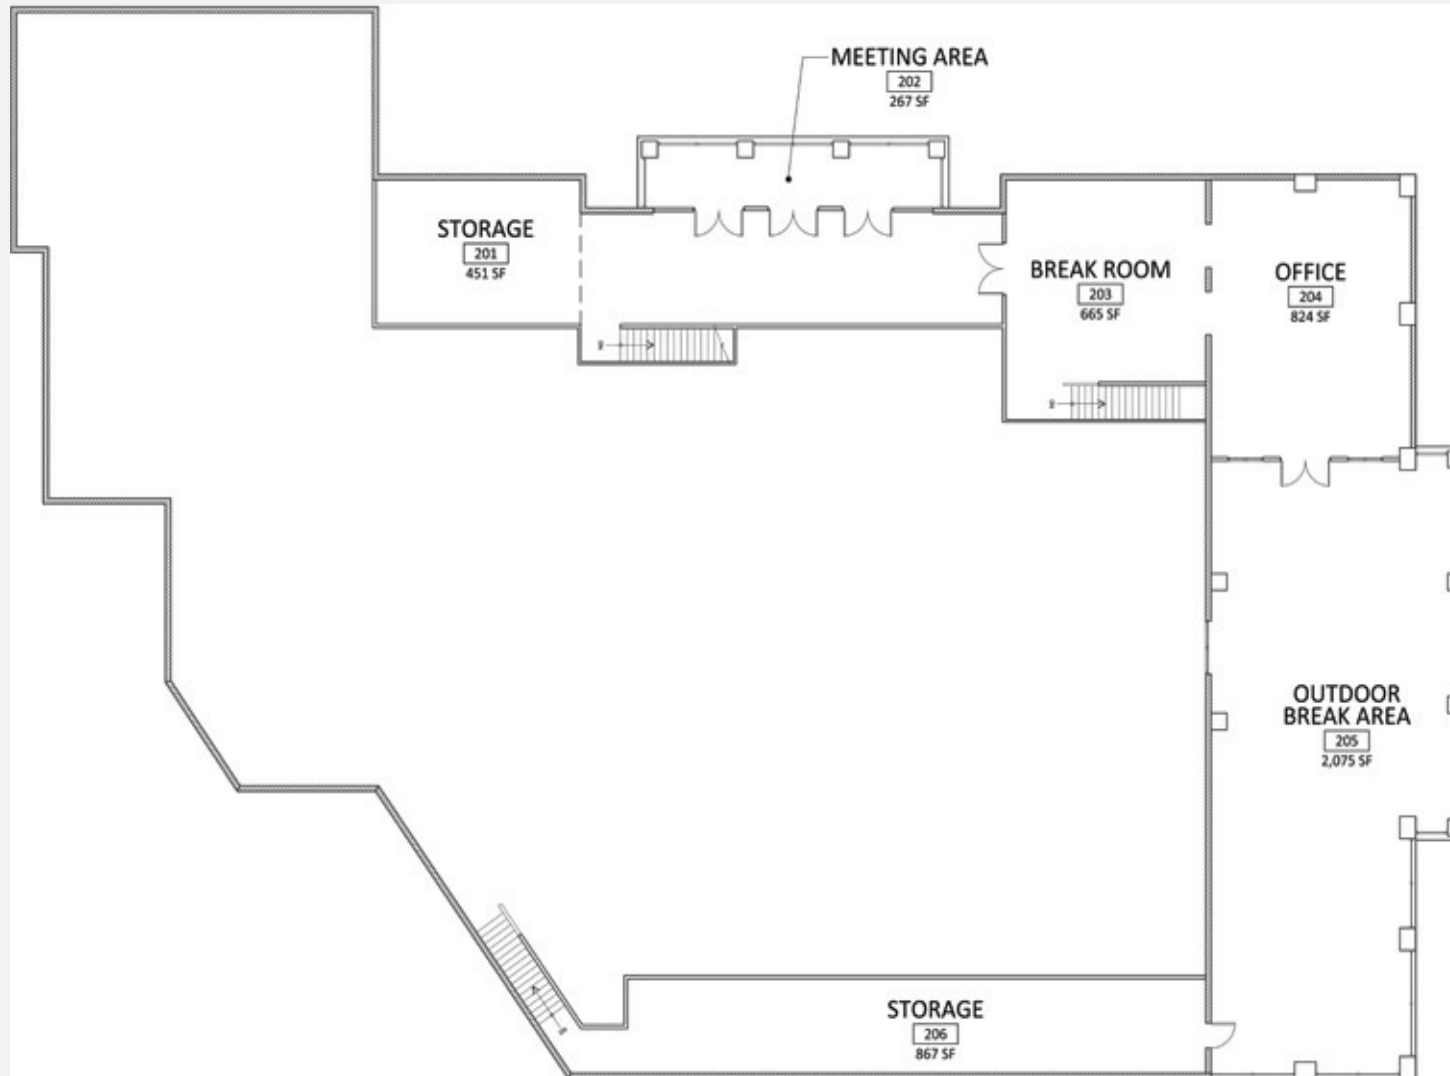 MEETING AREA
202
267 SF
STORAGE
201
451 SF
BREAK ROOM
203
665 SF
OFFICE
204
824 SF
OUTDOOR
BREAK AREA
205
2,075 SF
STORAGE
206
867 SF